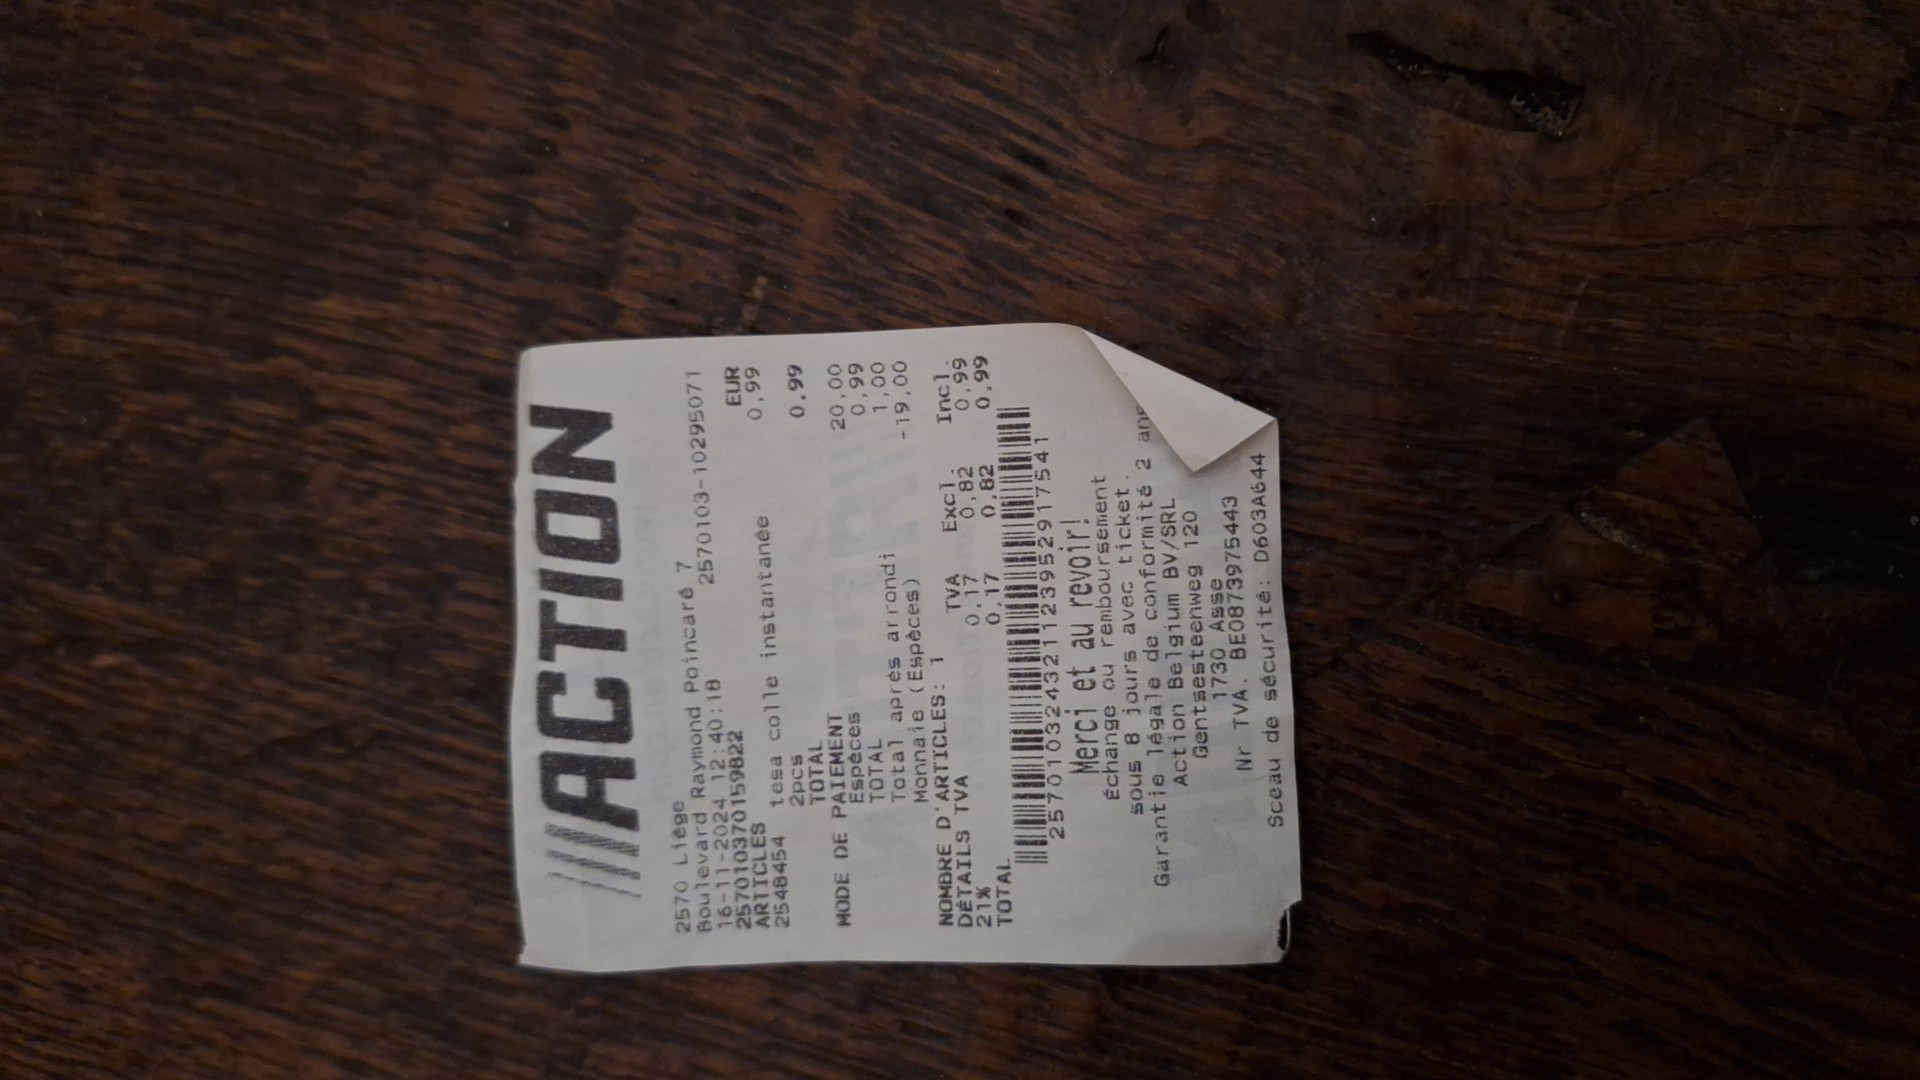 ACTION
2570 Liège
Boulevard Raymond Poincaré 7
16-11-2024 12:40:18 2570103-10295071
2570103701159822 EUR
ARTICLES 0,99
2548454 tesa colle instantanée
2pcs 0,99
TOTAL
MODE DE PAIEMENT 20,00
Espèces 0,99
TOTAL 1,00
Total après arrondi -19,00
Monnaie (Espèces)
NOMBRE D'ARTICLES: 1
DÉTAILS TVA TVA Excl. Incl.
21% 0,17 0,82 0,99
TOTAL 0,17 0,82 0,99
Merci et au revoir!
Échange ou remboursement
sous 8 jours avec ticket.
Garantie légale de conformité 2 ans
Action Belgium BV/SRL
Gentsesteenweg 120
1730 Asse
Nr TVA. BE0873975443
Sceau de sécurité: D603A644